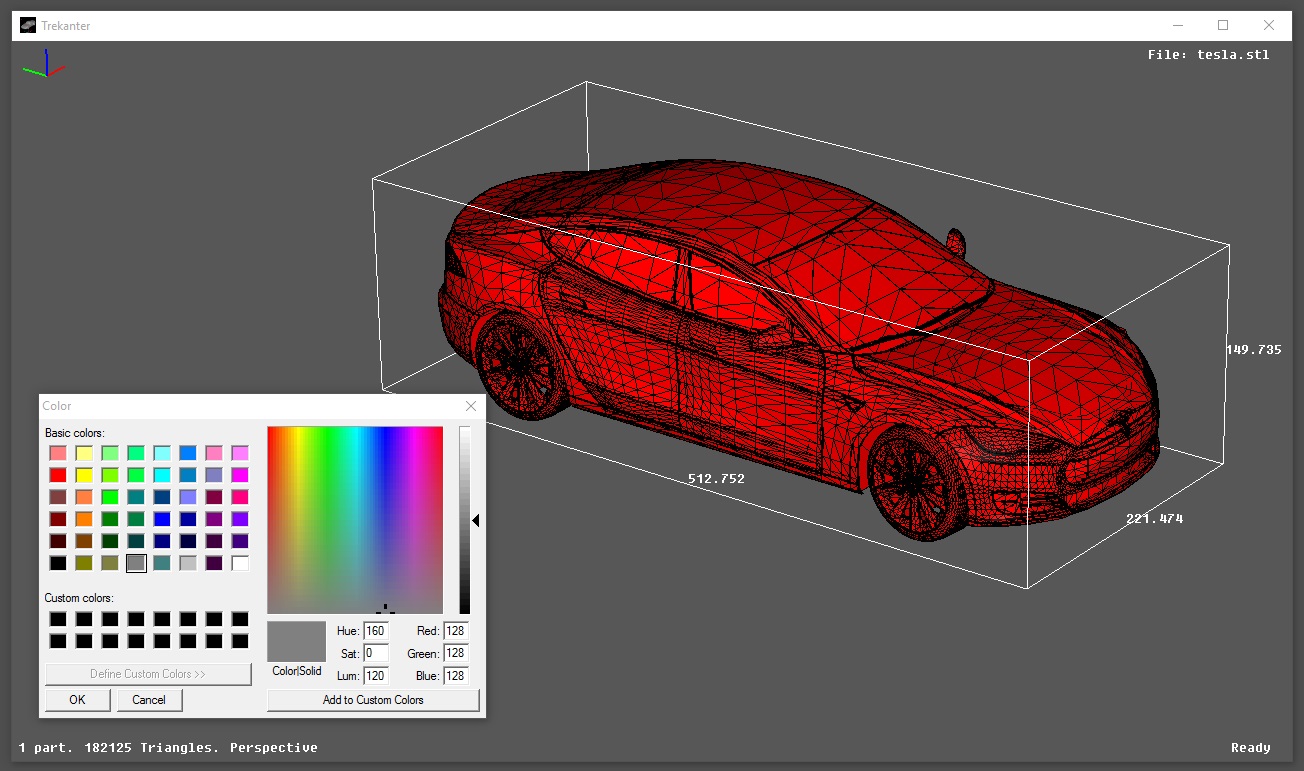 Trekanter
File: tesla.stl
149.735
512.752
221.474
Color
Basic colors:
Custom colors:
Define Custom Colors >>
OK Cancel
Hue: 160 Red: 128
Sat: 0 Green: 128
Lum: 120 Blue: 128
Color|Solid
Add to Custom Colors
1 part. 182125 Triangles. Perspective
Ready